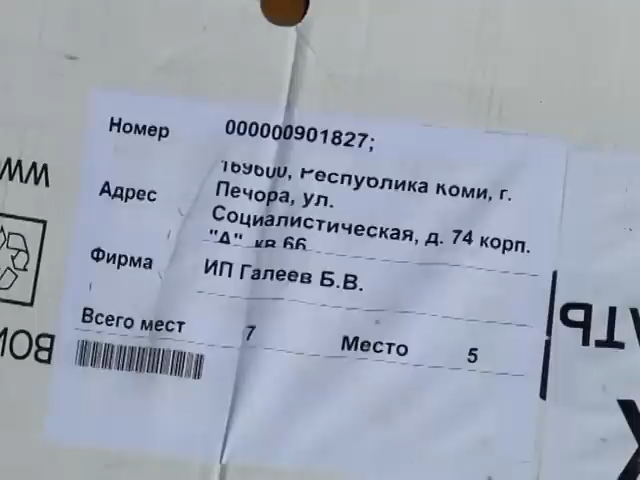 Номер 000000901827;
169600, Республика Коми, г.
Адрес Печора, ул.
Социалистическая, д. 74 корп.
"А", кв 66
Фирма ИП Галеев Б.В.
Всего мест 7 Место 5